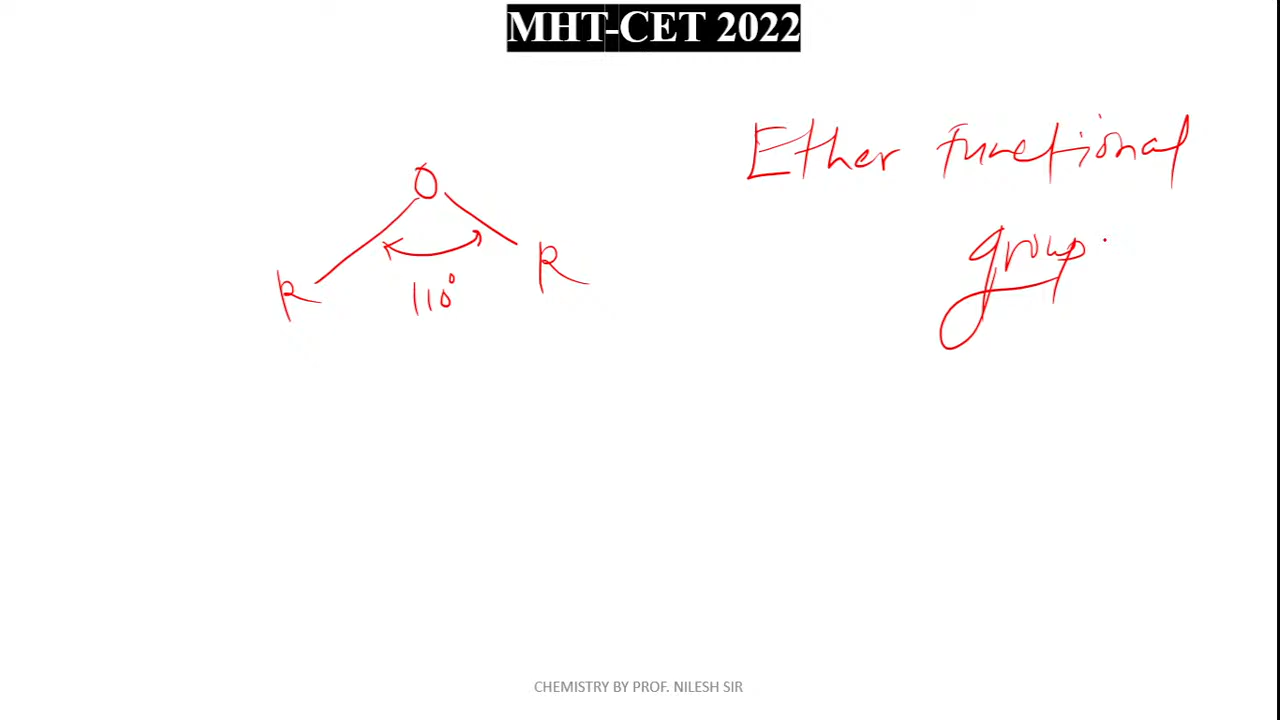 MHT-CET 2022
Ether Functional
group.
O
R R
110°
CHEMISTRY BY PROF. NILESH SIR